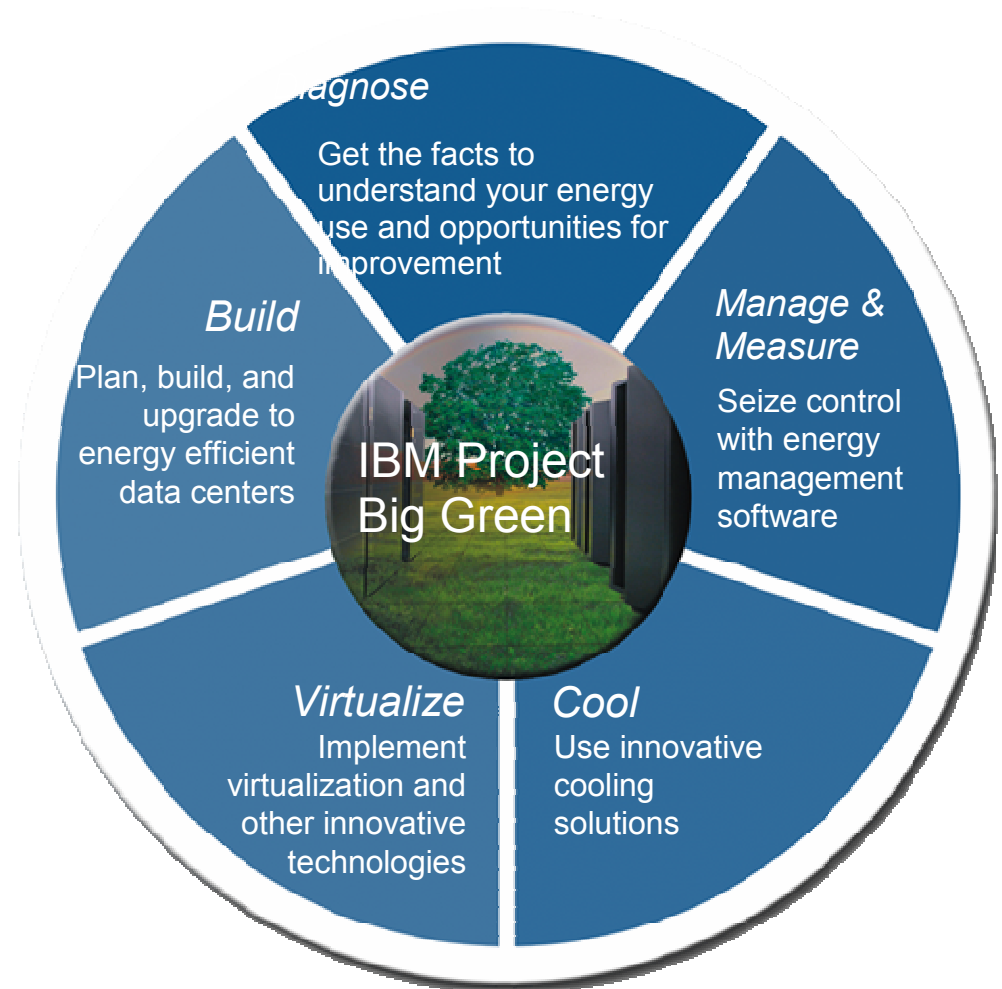 agnose
Get the facts to
understand your energy
use and opportunities for
improvement
Build
Plan, build, and
upgrade to
energy efficient
data centers
Manage &
Measure
Seize control
with energy
management
software
IBM Project
Big Green
Virtualize
Implement
virtualization and
other innovative
technologies
Cool
Use innovative
cooling
solutions